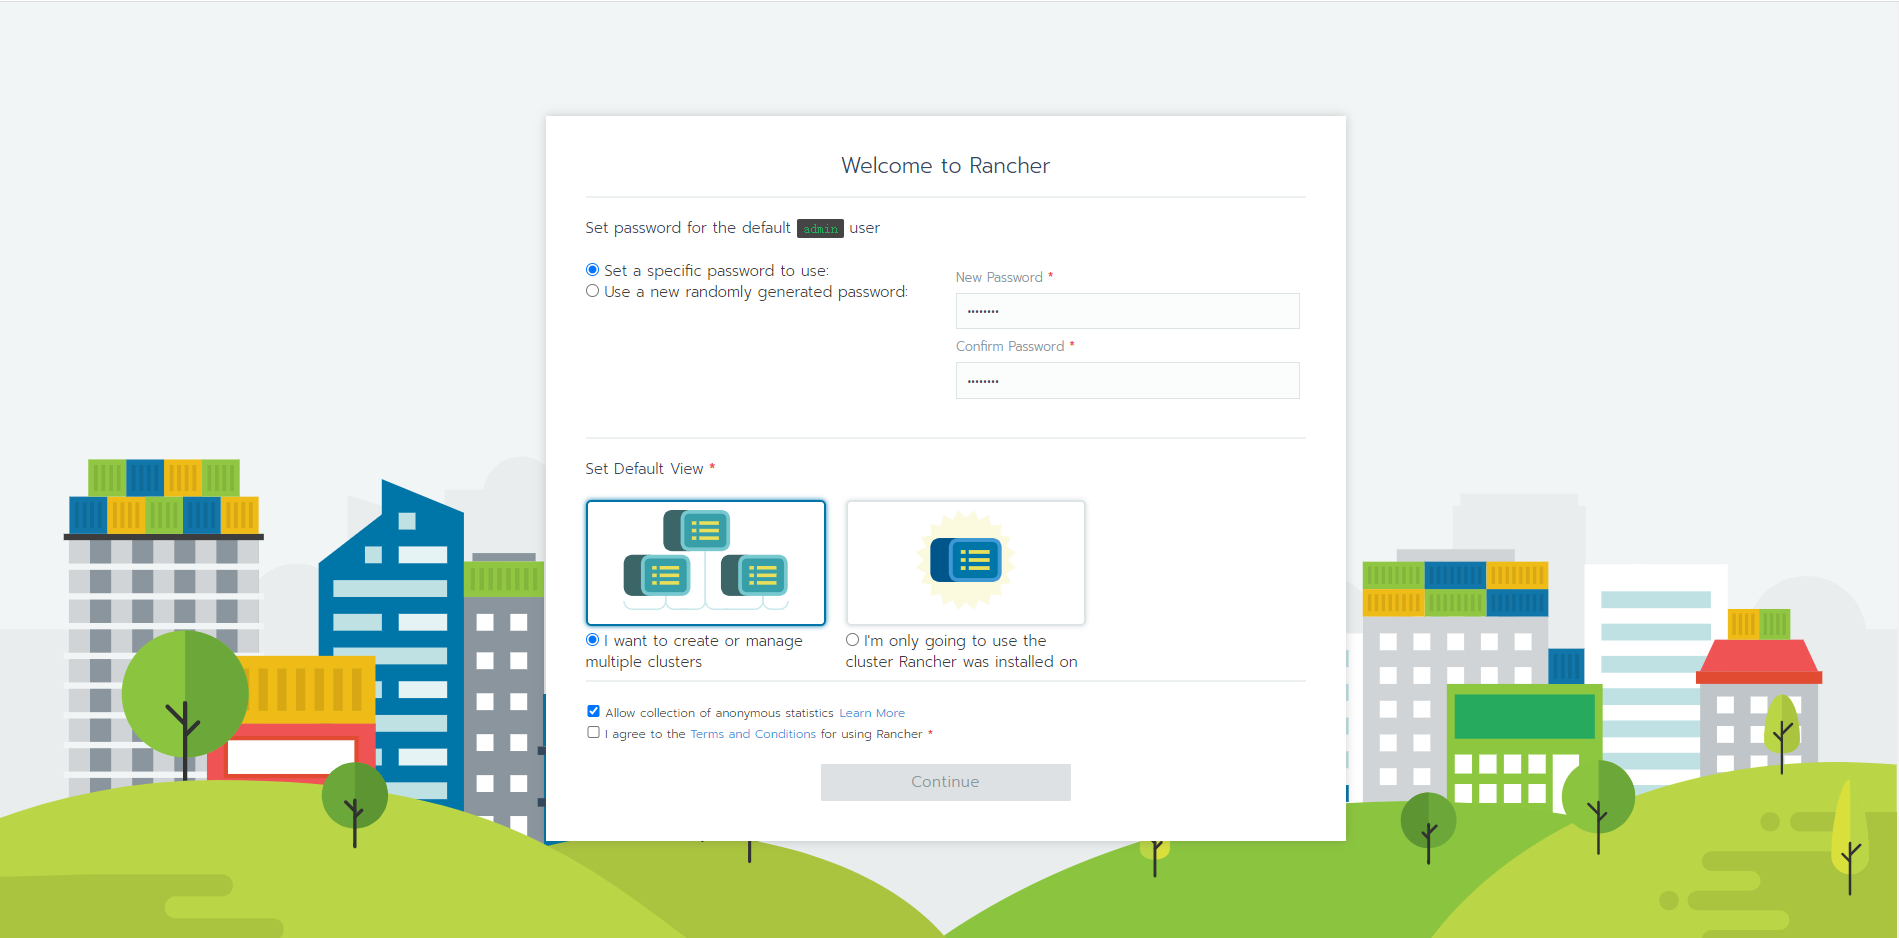 Welcome to Rancher
Set password for the default admin user
Set a specific password to use:
Use a new randomly generated password:
New Password *
••••••••
Confirm Password *
••••••••
Set Default View *
I want to create or manage
multiple clusters
I'm only going to use the
cluster Rancher was installed on
Allow collection of anonymous statistics Learn More
I agree to the Terms and Conditions for using Rancher *
Continue